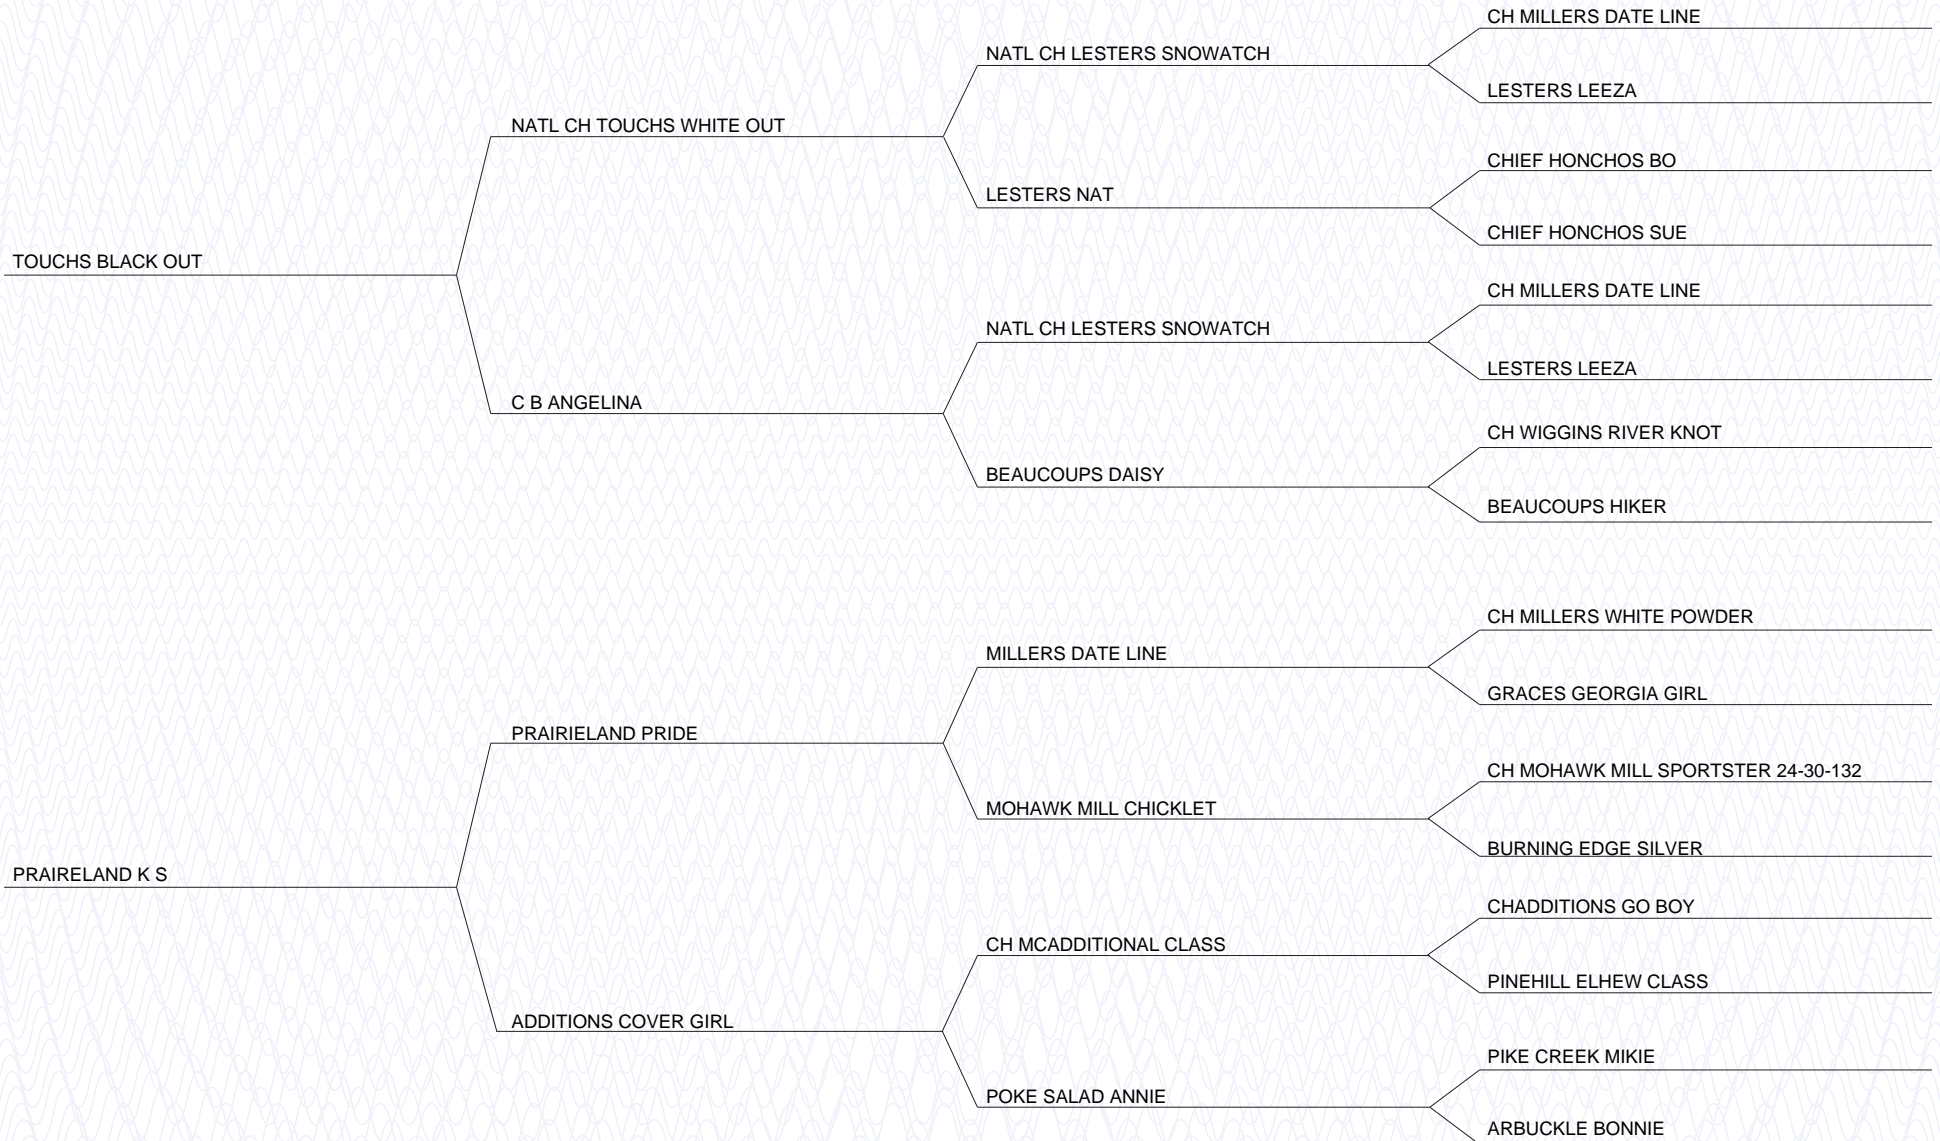 CH MILLERS DATE LINE
NATL CH LESTERS SNOWATCH
LESTERS LEEZA
NATL CH TOUCHS WHITE OUT
CHIEF HONCHOS BO
LESTERS NAT
CHIEF HONCHOS SUE
TOUCHS BLACK OUT
CH MILLERS DATE LINE
NATL CH LESTERS SNOWATCH
LESTERS LEEZA
C B ANGELINA
CH WIGGINS RIVER KNOT
BEAUCOUPS DAISY
BEAUCOUPS HIKER
CH MILLERS WHITE POWDER
MILLERS DATE LINE
GRACES GEORGIA GIRL
PRAIRIELAND PRIDE
CH MOHAWK MILL SPORTSTER 24-30-132
MOHAWK MILL CHICKLET
BURNING EDGE SILVER
PRAIRELAND K S
CHADDITIONS GO BOY
CH MCADDITIONAL CLASS
PINEHILL ELHEW CLASS
ADDITIONS COVER GIRL
PIKE CREEK MIKIE
POKE SALAD ANNIE
ARBUCKLE BONNIE